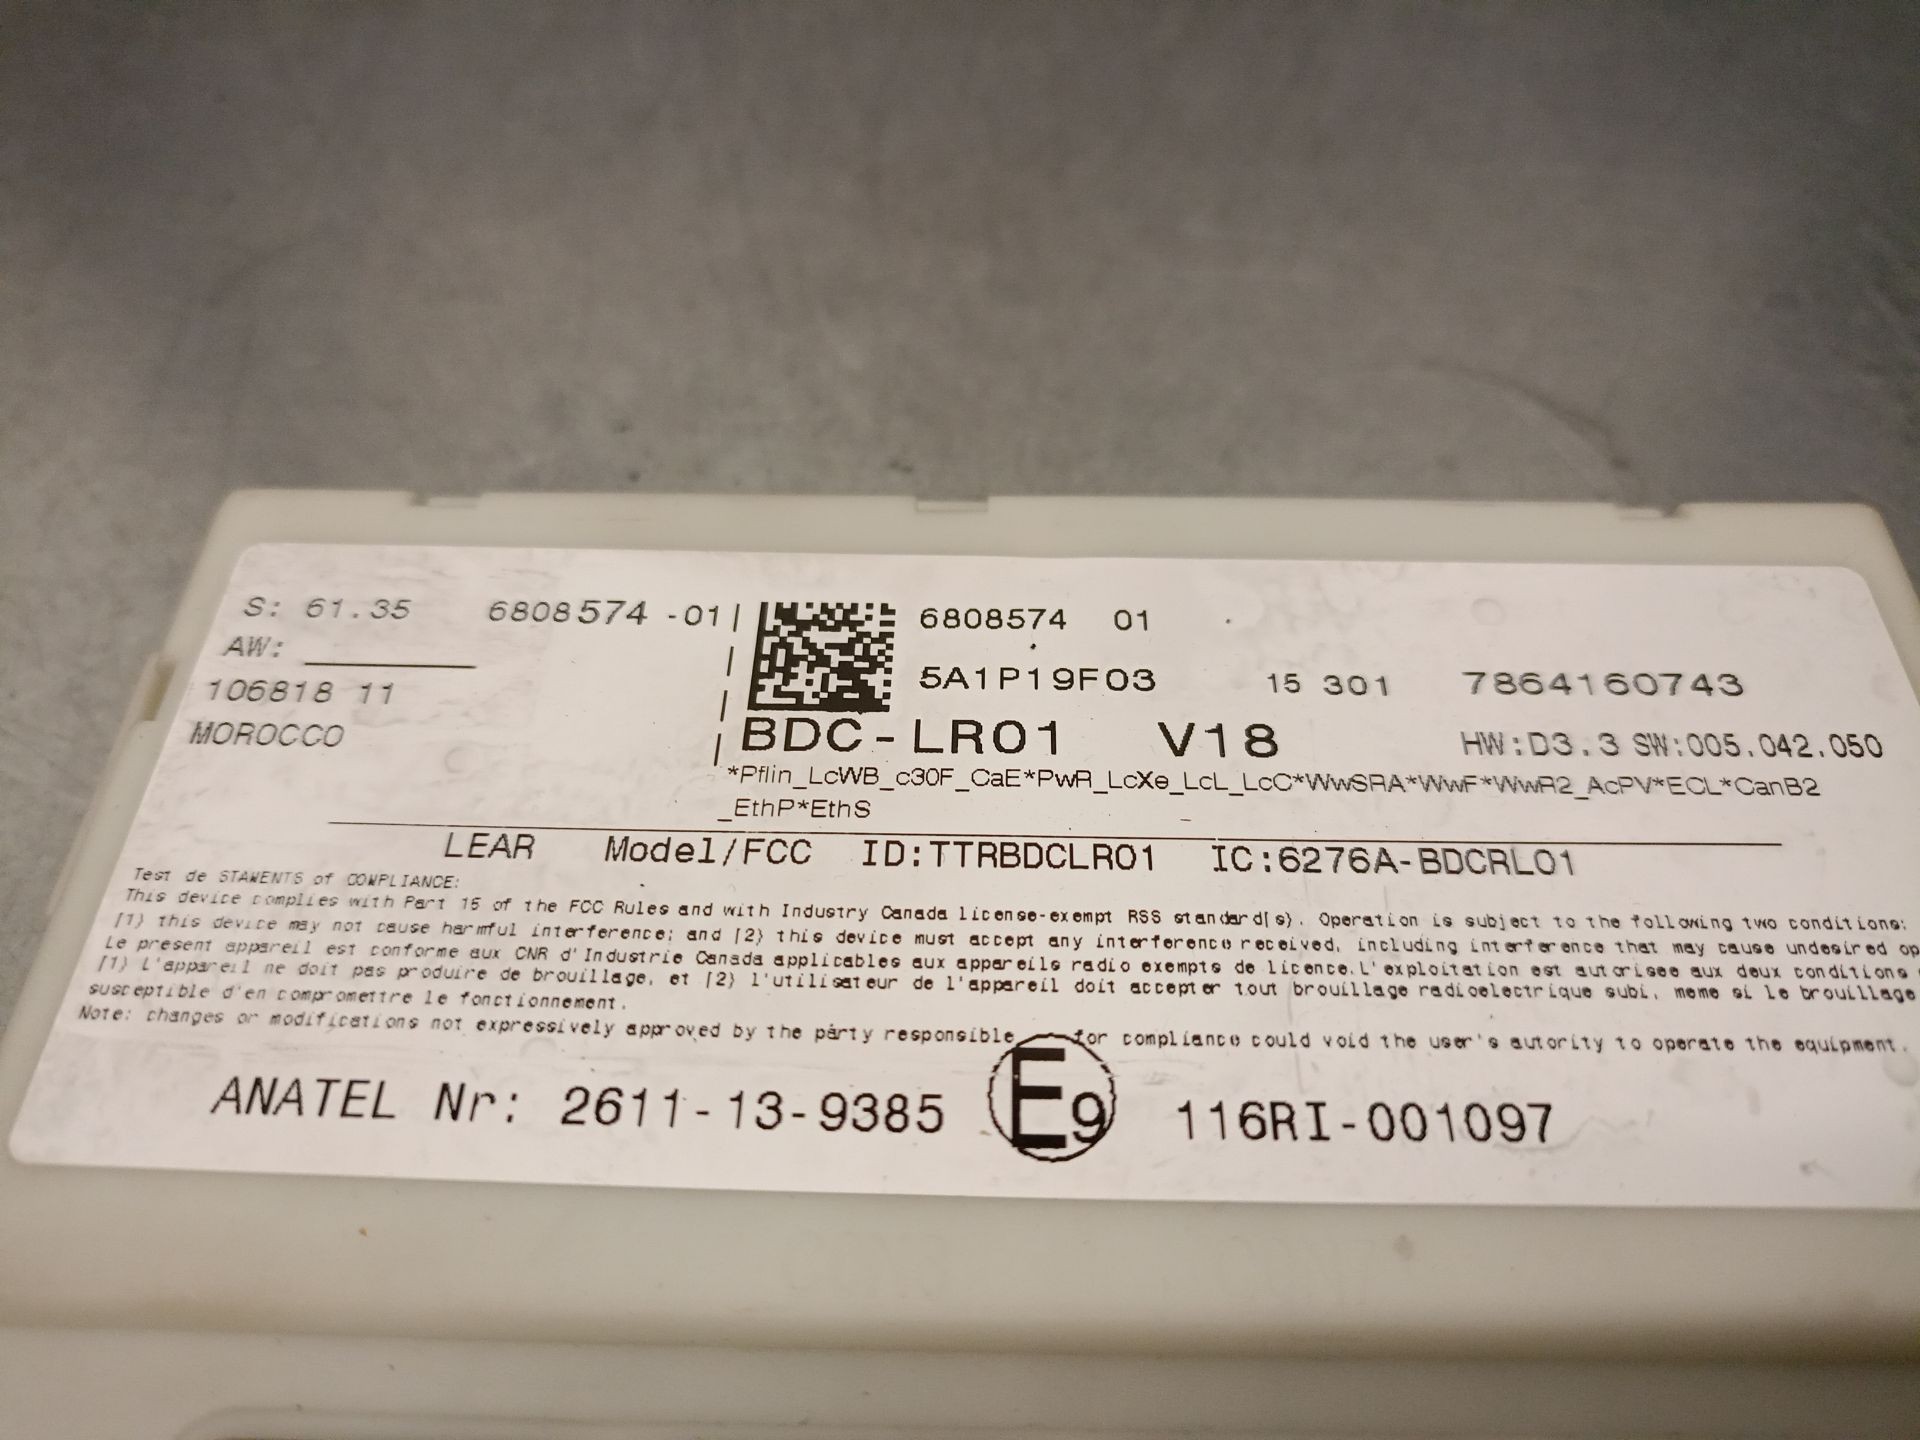 S: 61.35 6808574 -01
AW:
106818 11
MOROCCO
6808574 01
5A1P19F03 15 301 7864160743
BDC-LR01 V18 HW:D3.3 SW:005.042.050
*Pflin_LcWB_c30F_CaE*PwR_LcXe_LcL_LcC*WwSRA*WwF*WwR2_AcPV*ECL*CanB2
_EthP*EthS
LEAR Model/FCC ID:TTRBDCLR01 IC:6276A-BDCRL01
Test de STAWENTS of COMPLIANCE:
This device complies with Part 15 of the FCC Rules and with Industry Canada license-exempt RSS standard(s). Operation is subject to the following two conditions:
(1) this device may not cause harmful interference; and (2) this device must accept any interference received, including interference that may cause undesired op
Le present appareil est conforme aux CNR d'Industrie Canada applicables aux appareils radio exempts de licence.L'exploitation est autorisee aux deux conditions
(1) L'appareil ne doit pas produire de brouillage, et (2) l'utilisateur de l'appareil doit accepter tout brouillage radioelectrique subi, meme si le brouillage
susceptible d'en compromettre le fonctionnement.
Note: changes or modifications not expressively approved by the party responsible for compliance could void the user's autority to operate the equipment.
ANATEL Nr: 2611-13-9385 E9 116RI-001097